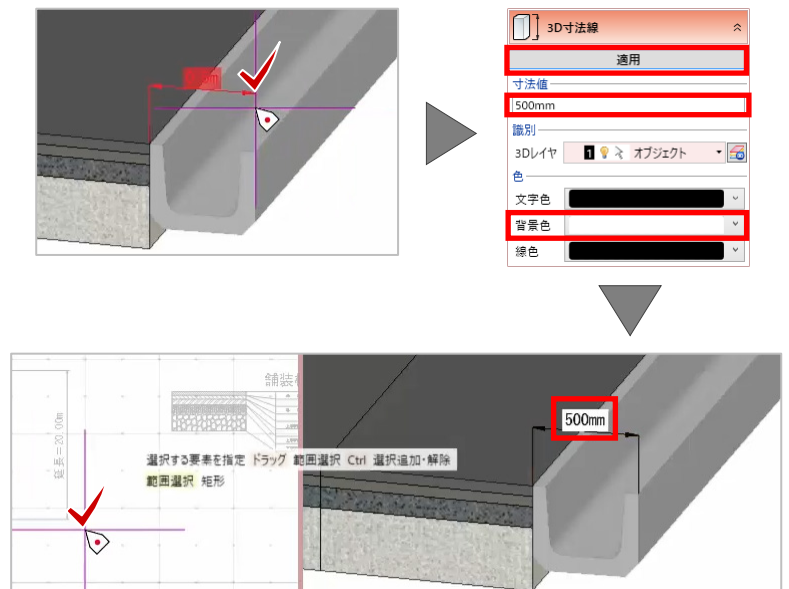 3D寸法線
適用
寸法値
500mm
識別
3Dレイヤ 1 オブジェクト
色
文字色
背景色
線色
舗装
延長=20.00m
500mm
選択する要素を指定 ドラッグ 範囲選択 Ctrl 選択追加・解除
範囲選択 矩形